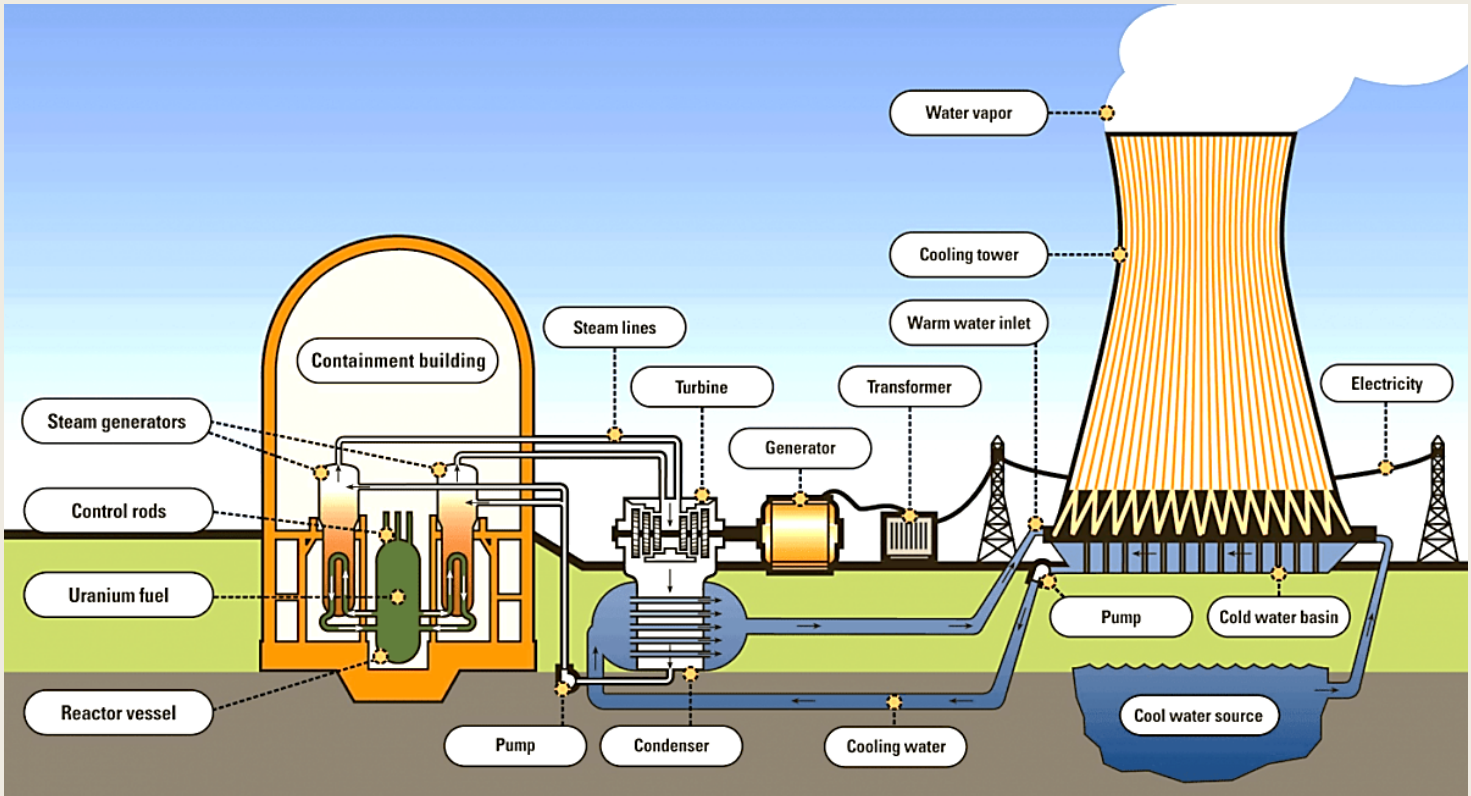 Water vapor
Cooling tower
Warm water inlet
Steam lines
Containment building
Turbine
Transformer
Electricity
Steam generators
Generator
Control rods
Uranium fuel
Pump
Cold water basin
Reactor vessel
Cool water source
Pump
Condenser
Cooling water